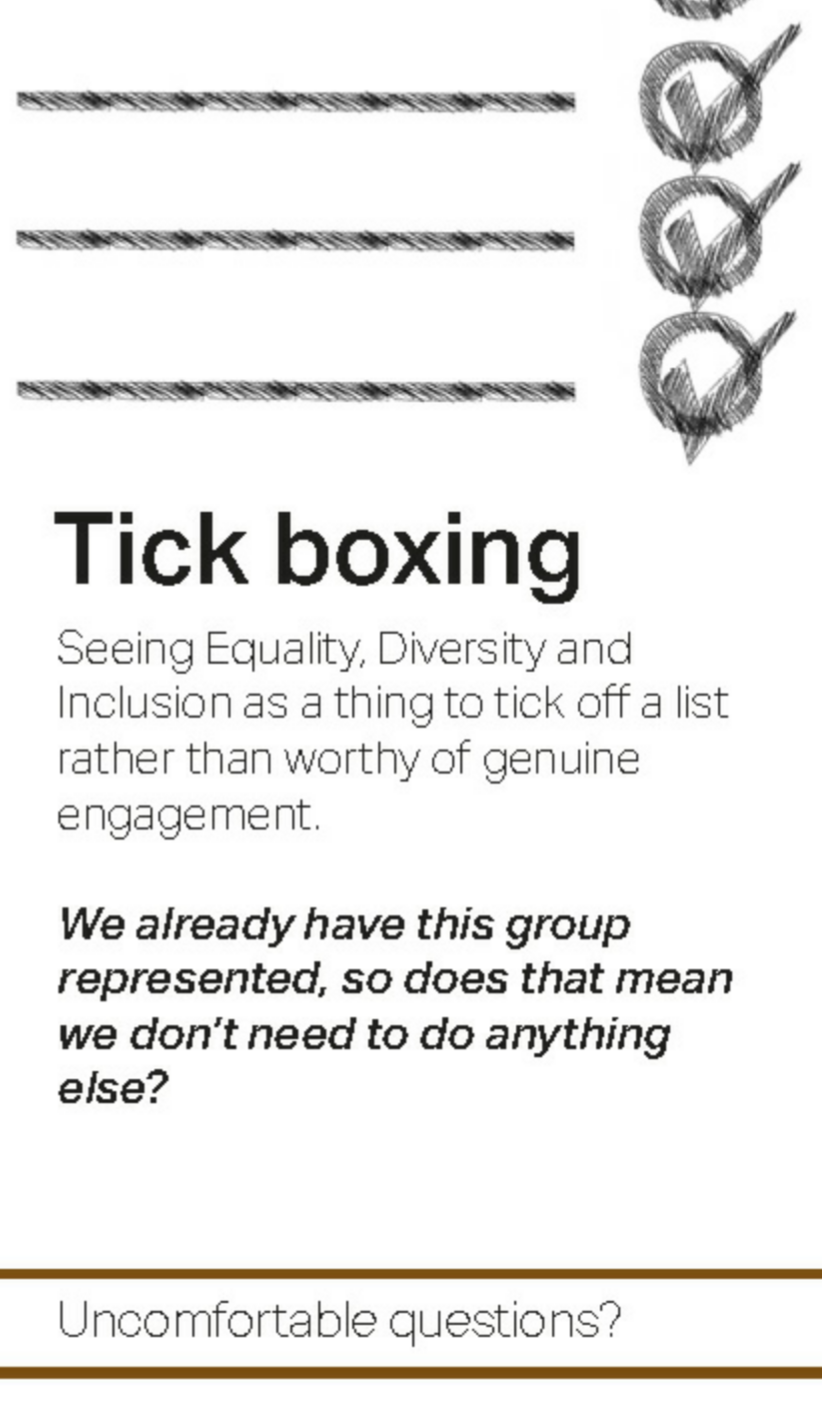 Tick boxing
Seeing Equality, Diversity and
Inclusion as a thing to tick off a list
rather than worthy of genuine
engagement.
We already have this group
represented, so does that mean
we don't need to do anything
else?
Uncomfortable questions?